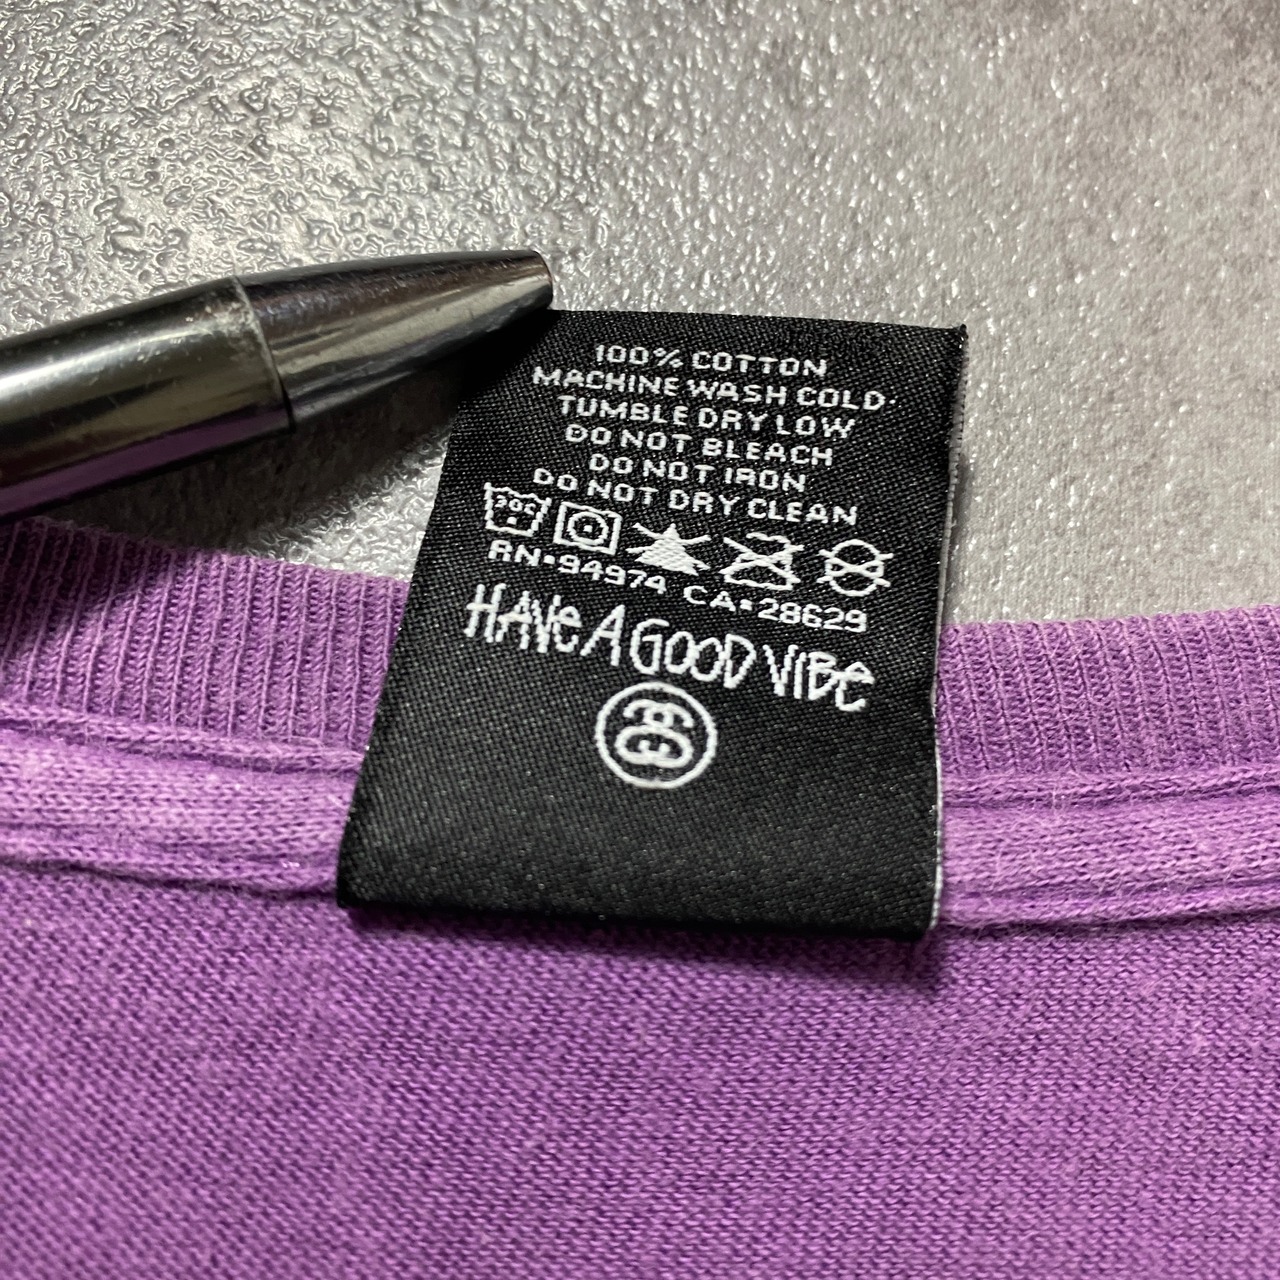 100% COTTON
MACHINE WASH COLD.
TUMBLE DRY LOW
DO NOT BLEACH
DO NOT IRON
DO NOT DRY CLEAN
RN•94974 CA•28629
HAVE A GOOD VIBE